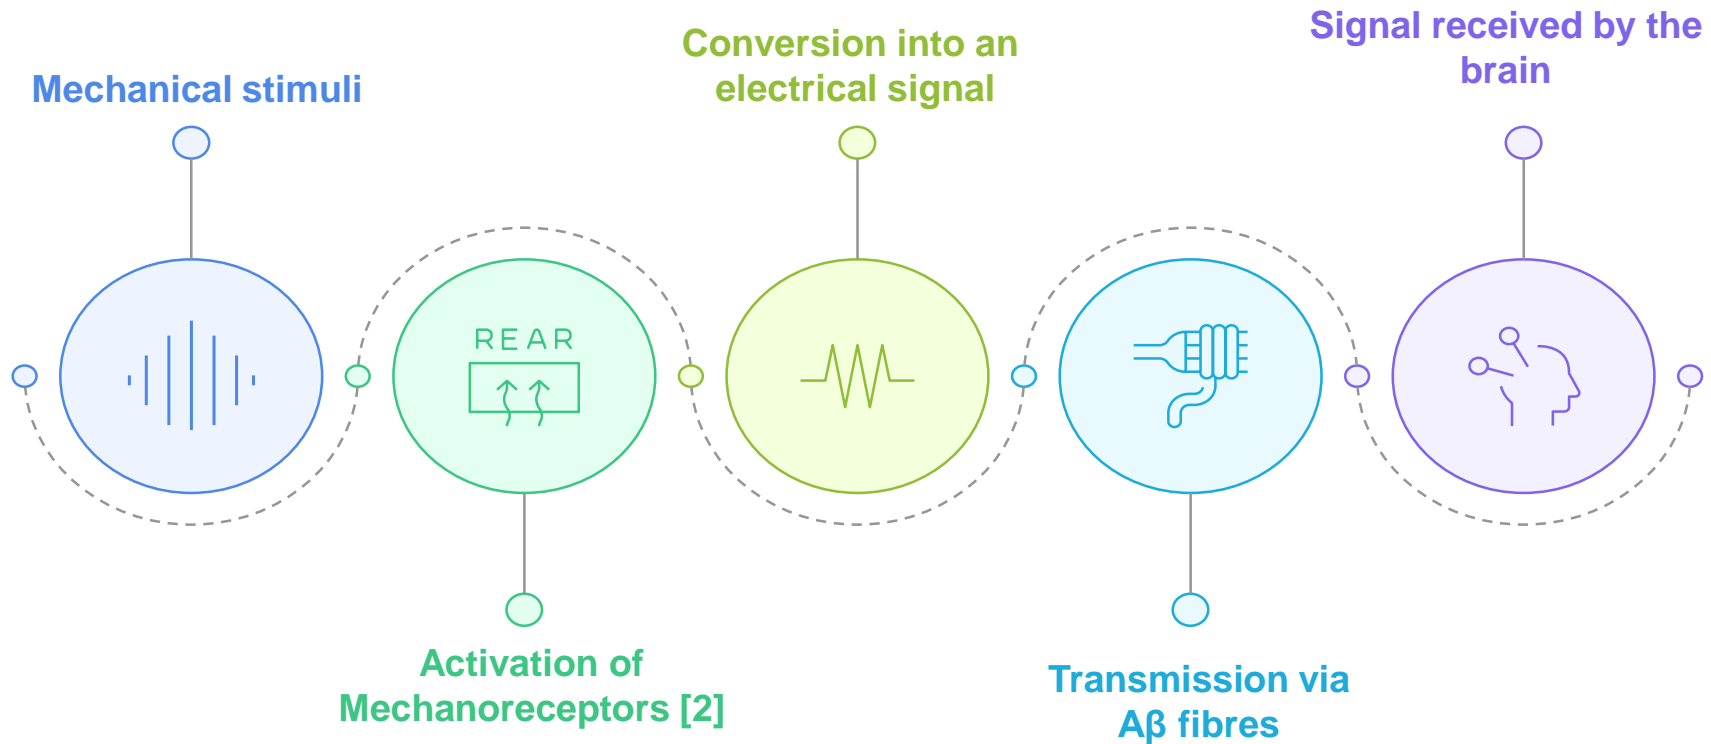 Mechanical stimuli
REAR
Activation of
Mechanoreceptors [2]
Conversion into an
electrical signal
Transmission via
Aβ fibres
Signal received by the
brain